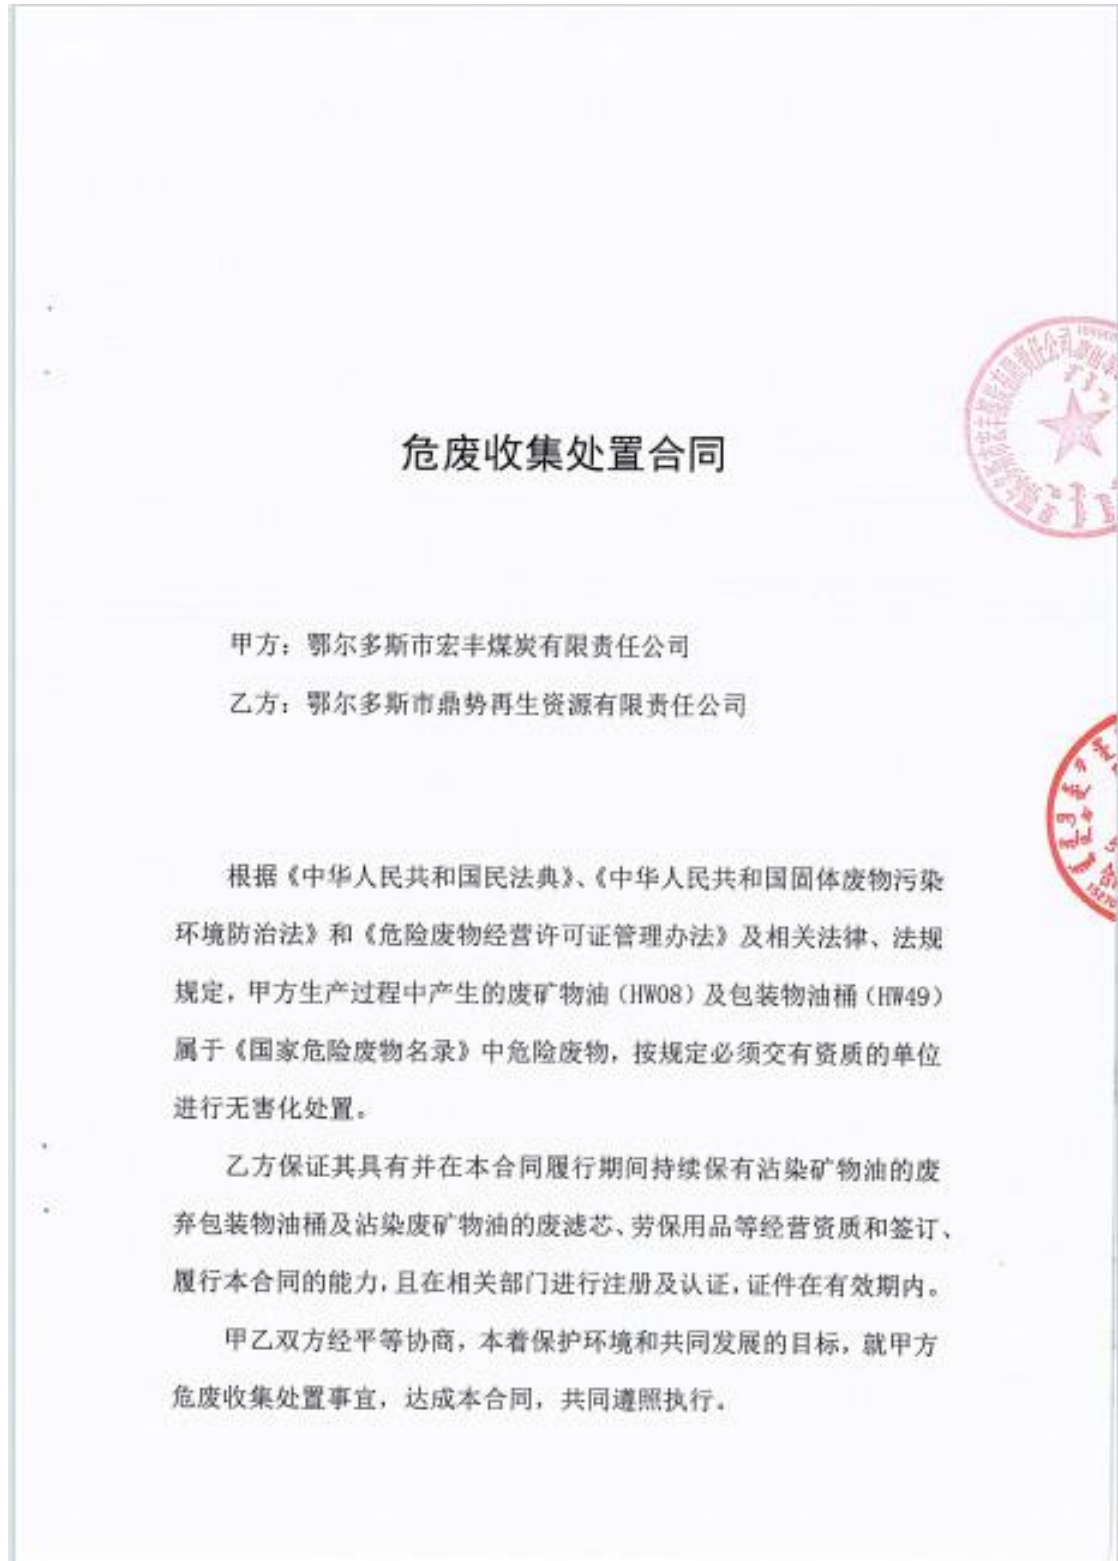 危废收集处置合同
甲方：鄂尔多斯市宏丰煤炭有限责任公司
乙方：鄂尔多斯市鼎势再生资源有限责任公司
根据《中华人民共和国民法典》、《中华人民共和国固体废物污染
环境防治法》和《危险废物经营许可证管理办法》及相关法律、法规
规定，甲方生产过程中产生的废矿物油（HW08）及包装物油桶（HW49）
属于《国家危险废物名录》中危险废物，按规定必须交有资质的单位
进行无害化处置。
乙方保证其具有并在本合同履行期间持续保有沾染矿物油的废
弃包装物油桶及沾染废矿物油的废滤芯、劳保用品等经营资质和签订、
履行本合同的能力，且在相关部门进行注册及认证，证件在有效期内。
甲乙双方经平等协商，本着保护环境和共同发展的目标，就甲方
危废收集处置事宜，达成本合同，共同遵照执行。